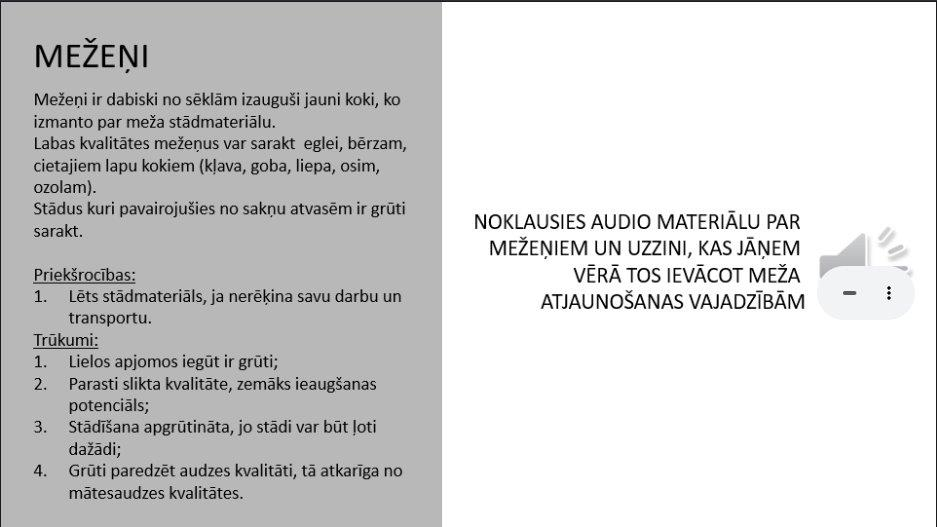 MEŽEŅI
Mežeņi ir dabiski no sēklām izauguši jauni koki, ko
izmanto par meža stādmateriālu.
Labas kvalitātes mežeņus var sarakt  eglei, bērzam,
cietajiem lapu kokiem (kļava, goba, liepa, osim,
ozolam).
Stādus kuri pavairojušies no sakņu atvasēm ir grūti
sarakt.
Priekšrocības:
1. Lēts stādmateriāls, ja nerēķina savu darbu un
transportu.
Trūkumi:
1. Lielos apjomos iegūt ir grūti;
2. Parasti slikta kvalitāte, zemāks ieaugšanas
potenciāls;
3. Stādīšana apgrūtināta, jo stādi var būt ļoti
dažādi;
4. Grūti paredzēt audzes kvalitāti, tā atkarīga no
mātesaudzes kvalitātes.
NOKLAUSIES AUDIO MATERIĀLU PAR
MEŽEŅIEM UN UZZINI, KAS JĀŅEM
VĒRĀ TOS IEVĀCOT MEŽA
ATJAUNOŠANAS VAJADZĪBĀM